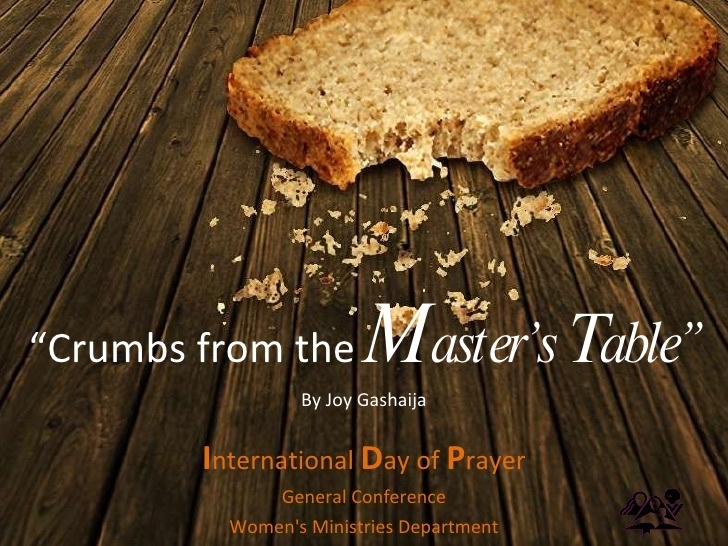 “Crumbs from the Master’s Table”
By Joy Gashaija
International Day of Prayer
General Conference
Women's Ministries Department